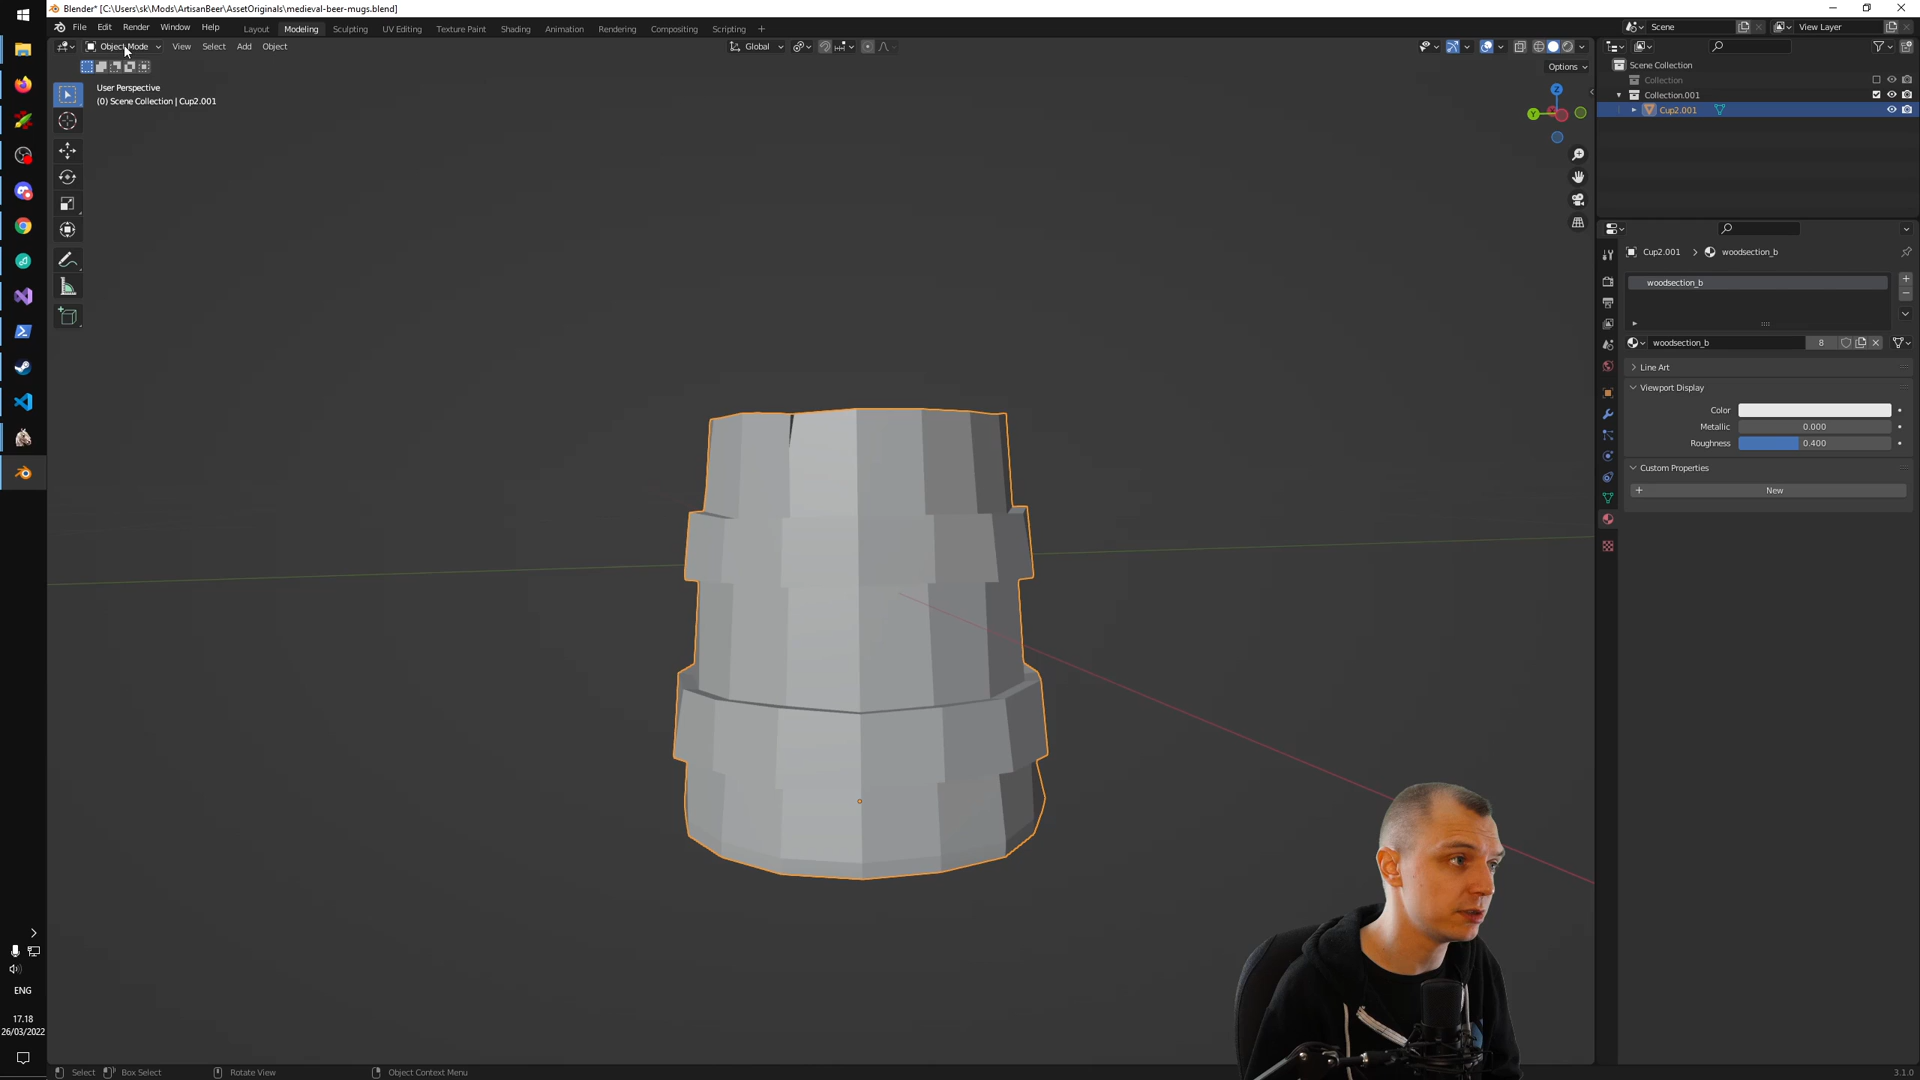 Blender* [C:\Users\sk\Mods\ArtisanBeer\AssetOriginals\medieval-beer-mugs.blend]
File Edit Render Window Help Layout Modeling Sculpting UV Editing Texture Paint Shading Animation Rendering Compositing Scripting + Scene View Layer
Object Mode View Select Add Object Global
Options
User Perspective
(0) Scene Collection | Cup2.001
Z
Y
X
Scene Collection
Collection
Collection.001
Cup2.001
Cup2.001 > woodsection_b
woodsection_b
woodsection_b 8
Line Art
Viewport Display
Color
Metallic 0.000
Roughness 0.400
Custom Properties
+ New
ENG
17.18
26/03/2022
Select Box Select Rotate View Object Context Menu 3.1.0